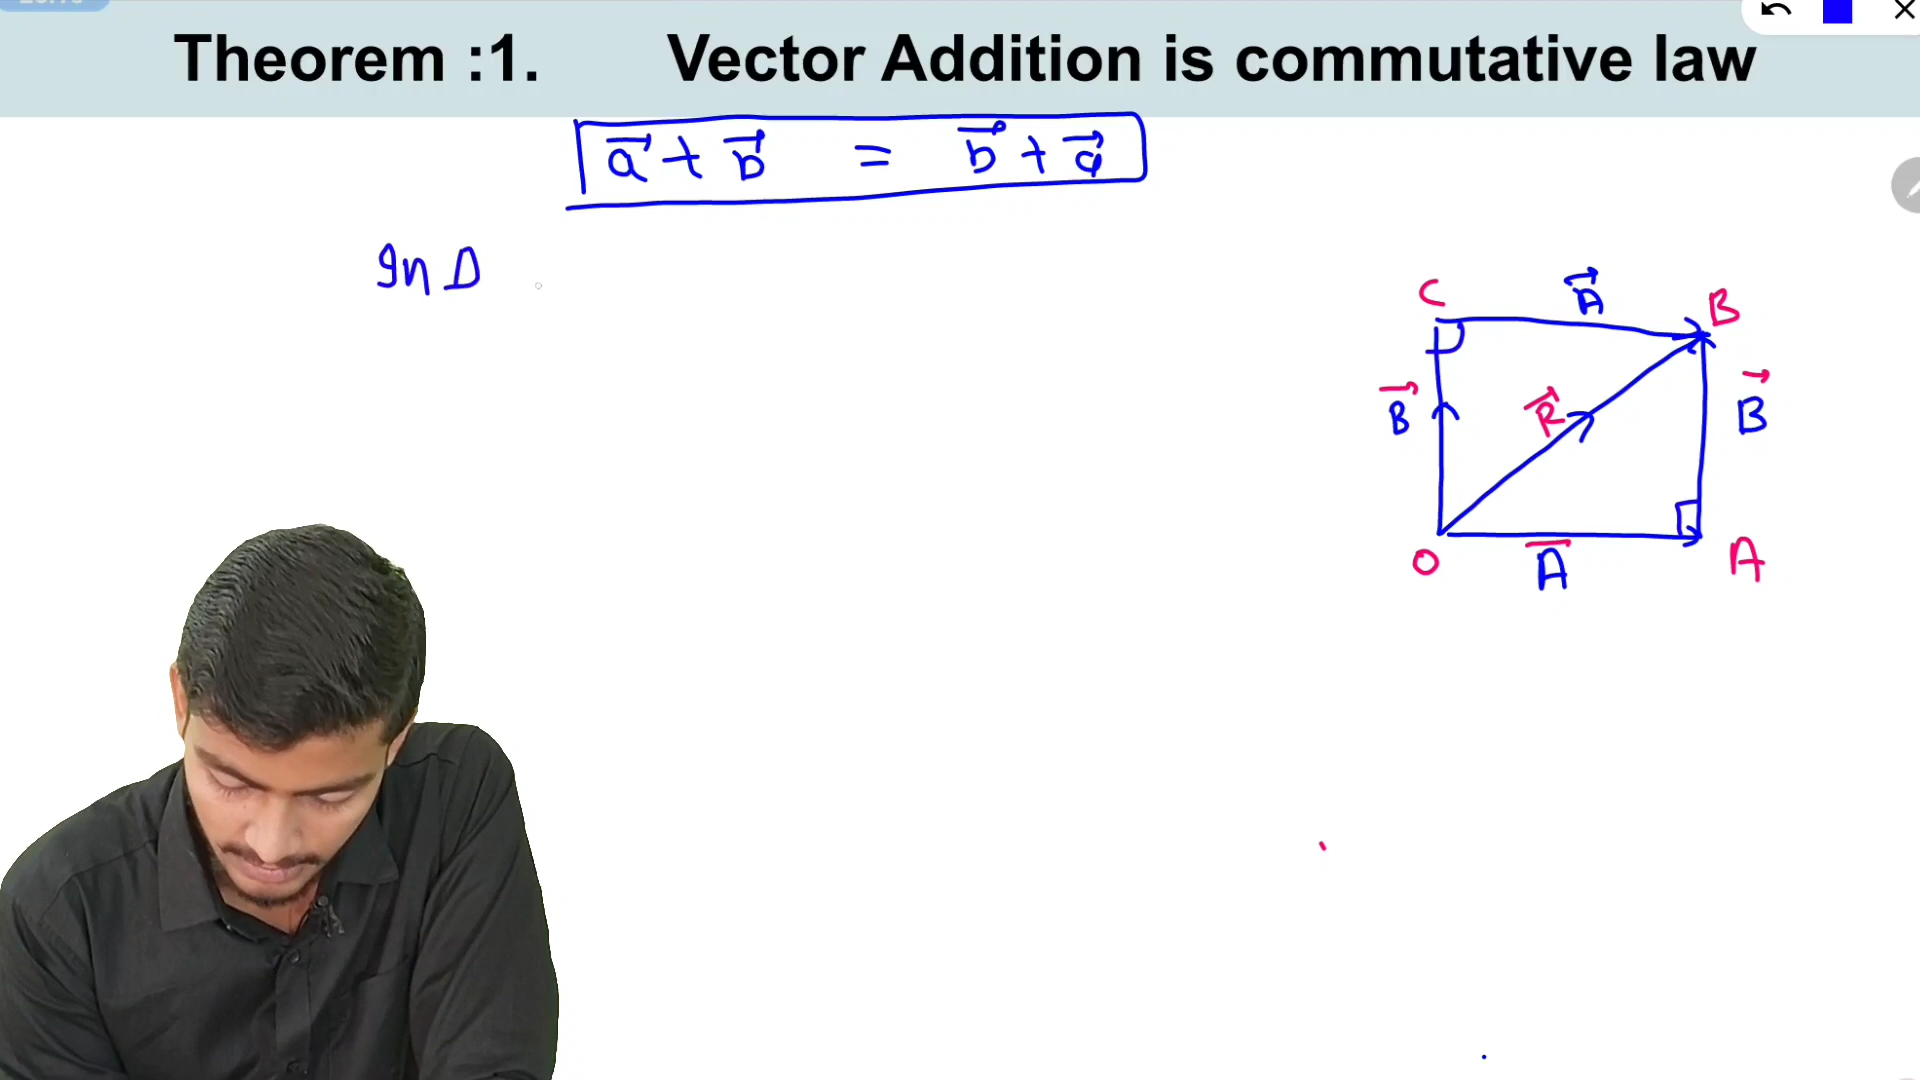 Theorem :1. Vector Addition is commutative law
a⃗ + b⃗ = b⃗ + a⃗
In Δ
C A⃗ B
B⃗ R⃗ B⃗
O A̅ A